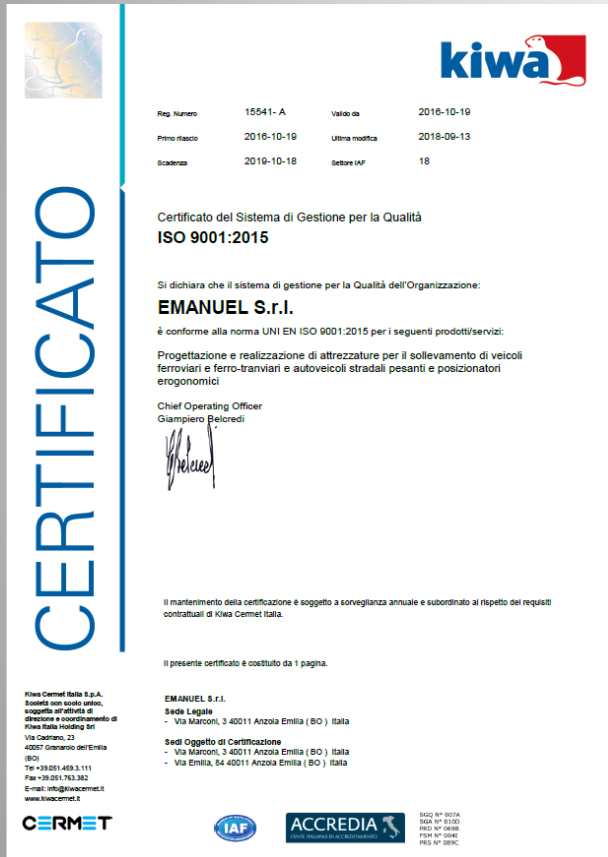 kiwa
Reg. Numero 15541- A Valido da 2016-10-19
Primo rilascio 2016-10-19 Ultima modifica 2018-09-13
Scadenza 2019-10-18 Settore IAF 18
CERTIFICATO
Certificato del Sistema di Gestione per la Qualità
ISO 9001:2015
Si dichiara che il sistema di gestione per la Qualità dell'Organizzazione:
EMANUEL S.r.l.
è conforme alla norma UNI EN ISO 9001:2015 per i seguenti prodotti/servizi:
Progettazione e realizzazione di attrezzature per il sollevamento di veicoli
ferroviari e ferro-tranviari e autoveicoli stradali pesanti e posizionatori
erogonomici
Chief Operating Officer
Giampiero Belcredi
Il mantenimento della certificazione è soggetto a sorveglianza annuale e subordinato al rispetto dei requisiti
contrattuali di Kiwa Cermet Italia.
Il presente certificato è costituito da 1 pagina.
Kiwa Cermet Italia S.p.A.
Società con socio unico,
soggetta all'attività di
direzione e coordinamento di
Kiwa Italia Holding Srl
Via Cadriano, 23
40057 Granarolo dell'Emilia
(BO)
Tel +39.051.459.3.111
Fax +39.051.763.382
E-mail: info@kiwacermet.it
www.kiwacermet.it
CERMET
EMANUEL S.r.l.
Sede Legale
- Via Marconi, 3 40011 Anzola Emilia ( BO ) Italia
Sedi Oggetto di Certificazione
- Via Marconi, 3 40011 Anzola Emilia ( BO ) Italia
- Via Emilia, 84 40011 Anzola Emilia ( BO ) Italia
IAF
ACCREDIA
L'ENTE ITALIANO DI ACCREDITAMENTO
SGQ N° 007A
SGA N° 010D
PRD N° 069B
FSM N° 004I
PRS N° 089C